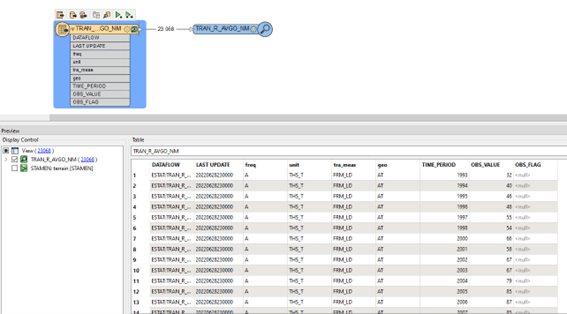 TRAN_...GO_NM
23 068
TRAN_R_AVGO_NM
DATAFLOW
LAST UPDATE
freq
unit
tra_meas
geo
TIME_PERIOD
OBS_VALUE
OBS_FLAG
Preview
Display Control
Table
View (23068)
TRAN_R_AVGO_NM
TRAN_R_AVGO_NM (23068)
STAMEN: terrain [STAMEN]
DATAFLOW LAST UPDATE freq unit tra_meas geo TIME_PERIOD OBS_VALUE OBS_FLAG
1 ESTAT:TRAN_R_... 20220628230000 A THS_T FRM_LD AT 1993 32 <null>
2 ESTAT:TRAN_R_... 20220628230000 A THS_T FRM_LD AT 1994 40 <null>
3 ESTAT:TRAN_R_... 20220628230000 A THS_T FRM_LD AT 1995 46 <null>
4 ESTAT:TRAN_R_... 20220628230000 A THS_T FRM_LD AT 1996 46 <null>
5 ESTAT:TRAN_R_... 20220628230000 A THS_T FRM_LD AT 1997 55 <null>
6 ESTAT:TRAN_R_... 20220628230000 A THS_T FRM_LD AT 1998 54 <null>
7 ESTAT:TRAN_R_... 20220628230000 A THS_T FRM_LD AT 2000 66 <null>
8 ESTAT:TRAN_R_... 20220628230000 A THS_T FRM_LD AT 2001 58 <null>
9 ESTAT:TRAN_R_... 20220628230000 A THS_T FRM_LD AT 2002 67 <null>
10 ESTAT:TRAN_R_... 20220628230000 A THS_T FRM_LD AT 2003 67 <null>
11 ESTAT:TRAN_R_... 20220628230000 A THS_T FRM_LD AT 2004 79 <null>
12 ESTAT:TRAN_R_... 20220628230000 A THS_T FRM_LD AT 2005 85 <null>
13 ESTAT:TRAN_R_... 20220628230000 A THS_T FRM_LD AT 2006 87 <null>